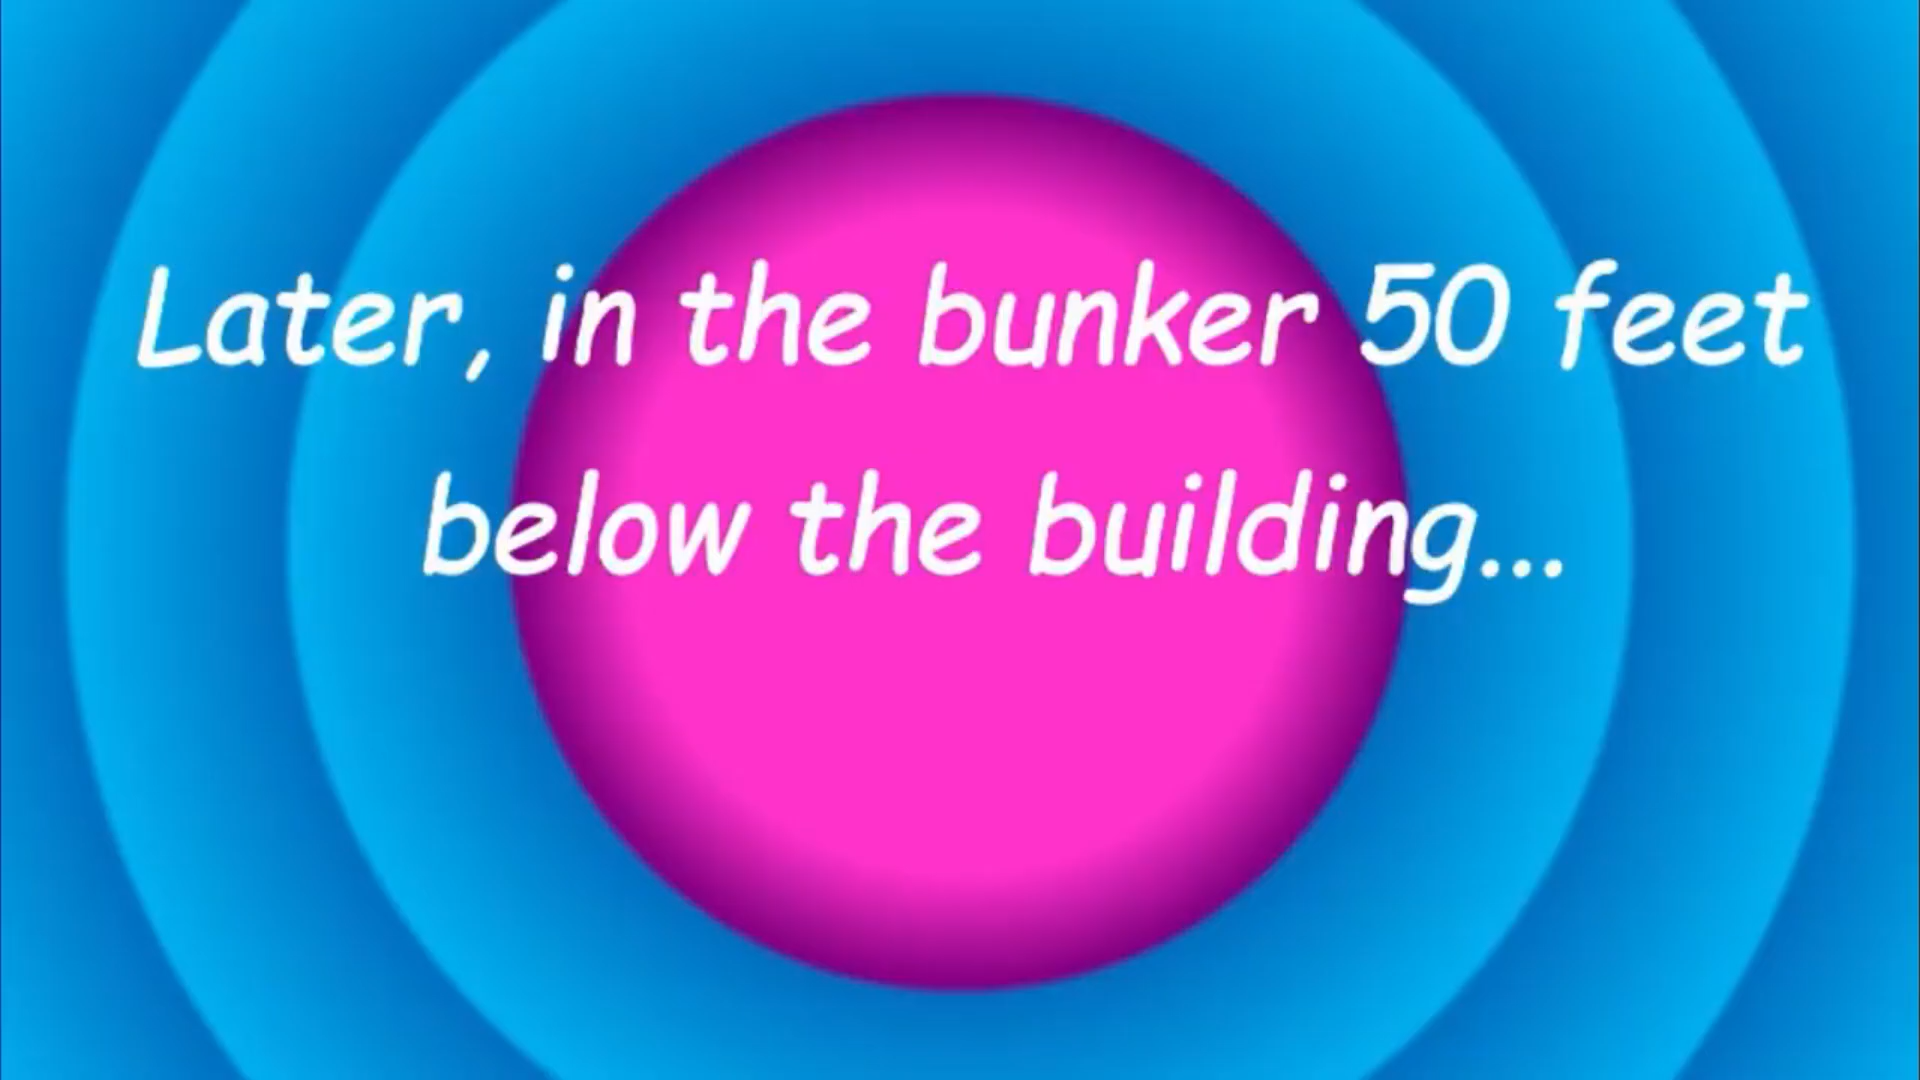 Later, in the bunker 50 feet
below the building...